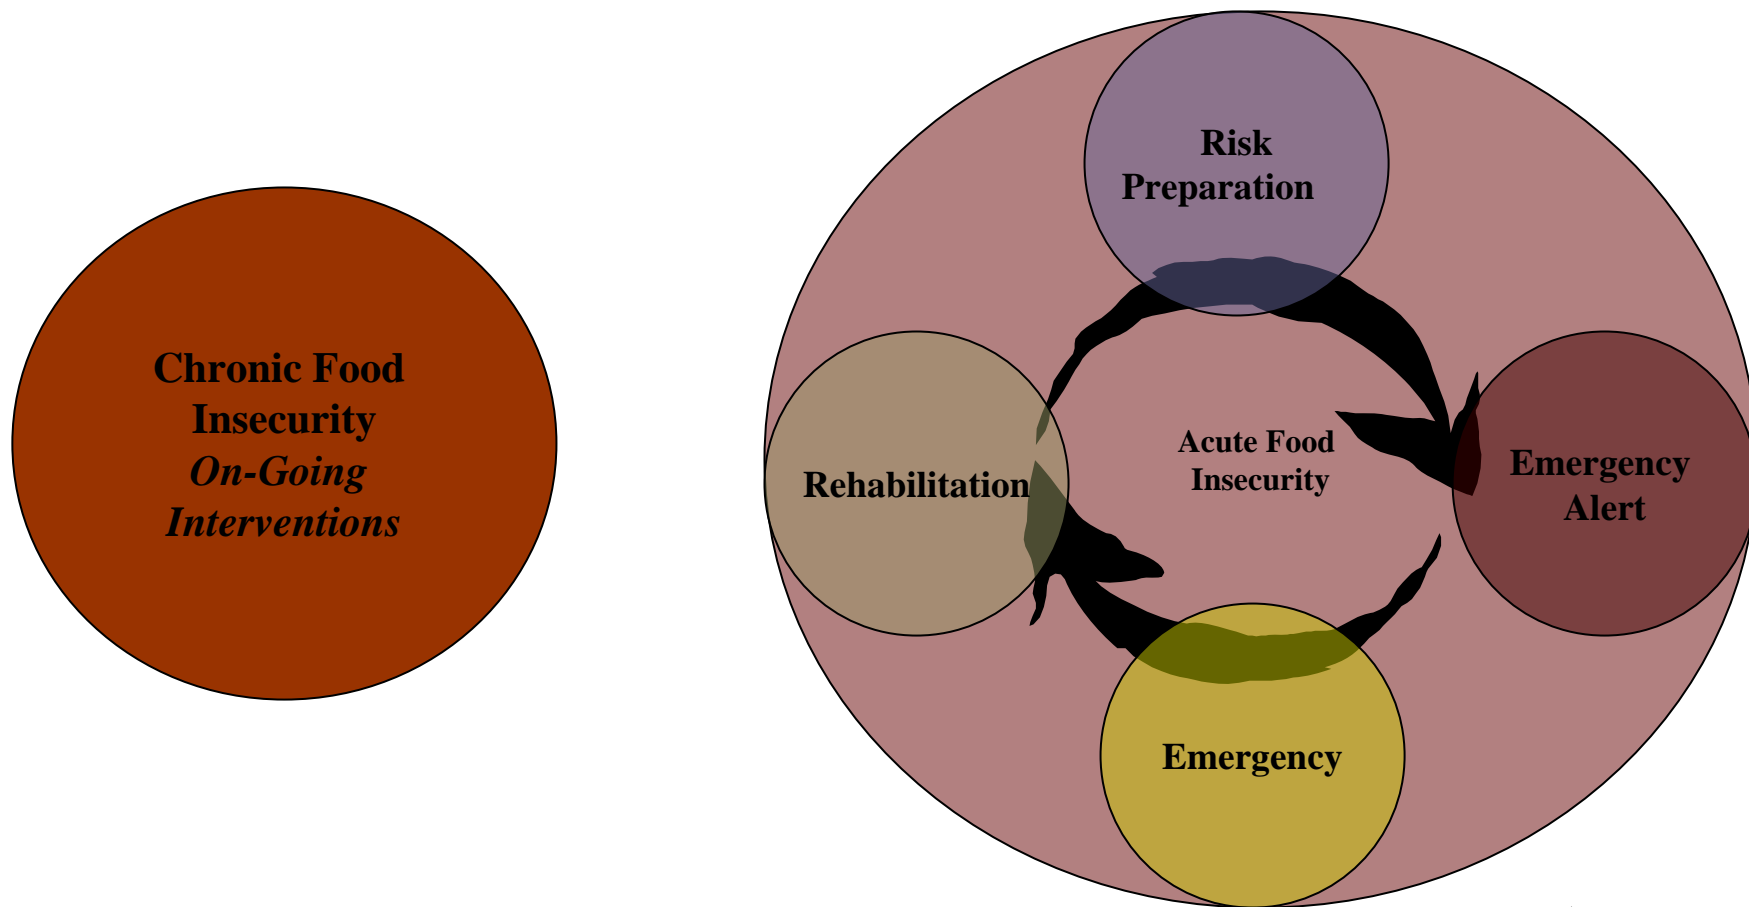 Chronic Food
Insecurity
On-Going
Interventions
Risk
Preparation
Rehabilitation
Acute Food
Insecurity
Emergency
Alert
Emergency